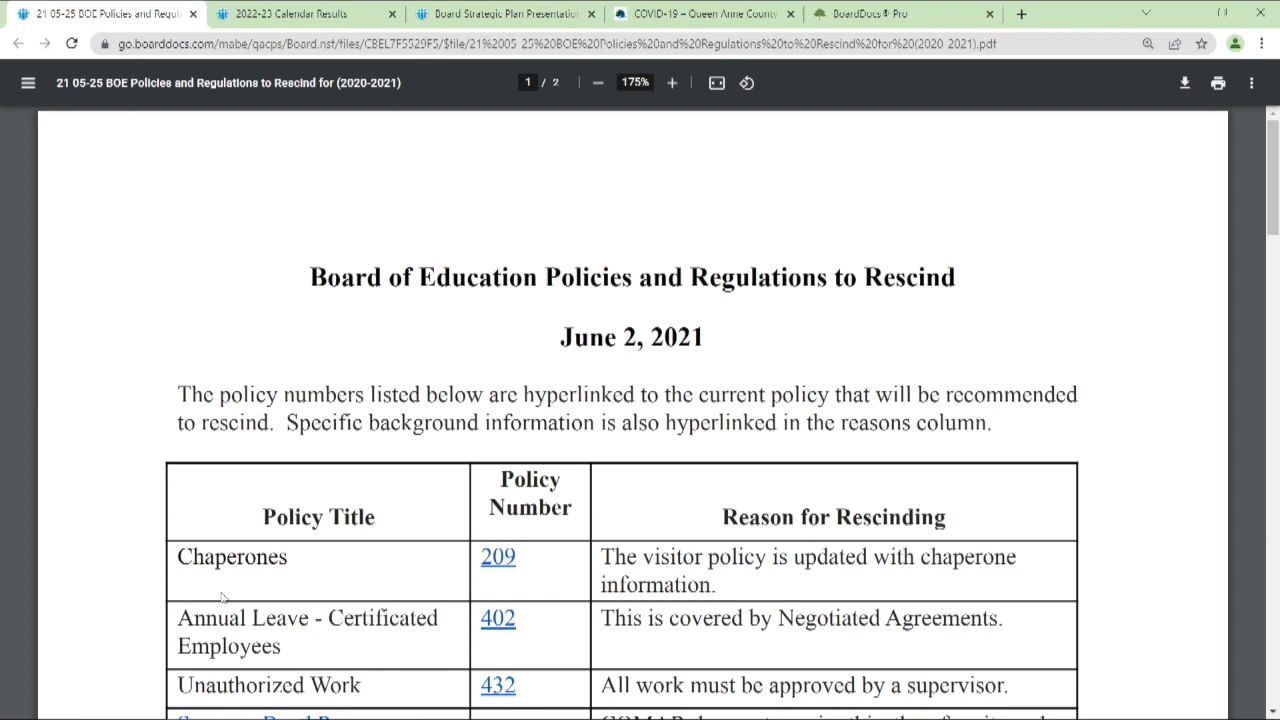 21 05-25 BOE Policies and Regula
2022-23 Calendar Results
Board Strategic Plan Presentation
COVID-19 – Queen Anne County
BoardDocs® Pro
go.boarddocs.com/mabe/qacps/Board.nsf/files/CBEL7F5529F5/$file/21%2005-25%20BOE%20Policies%20and%20Regulations%20to%20Rescind%20for%20(2020-2021).pdf
21 05-25 BOE Policies and Regulations to Rescind for (2020-2021)
1 / 2
175%
Board of Education Policies and Regulations to Rescind
June 2, 2021
The policy numbers listed below are hyperlinked to the current policy that will be recommended
to rescind. Specific background information is also hyperlinked in the reasons column.
Policy Title
Policy
Number
Reason for Rescinding
Chaperones
209
The visitor policy is updated with chaperone
information.
Annual Leave - Certificated
Employees
402
This is covered by Negotiated Agreements.
Unauthorized Work
432
All work must be approved by a supervisor.